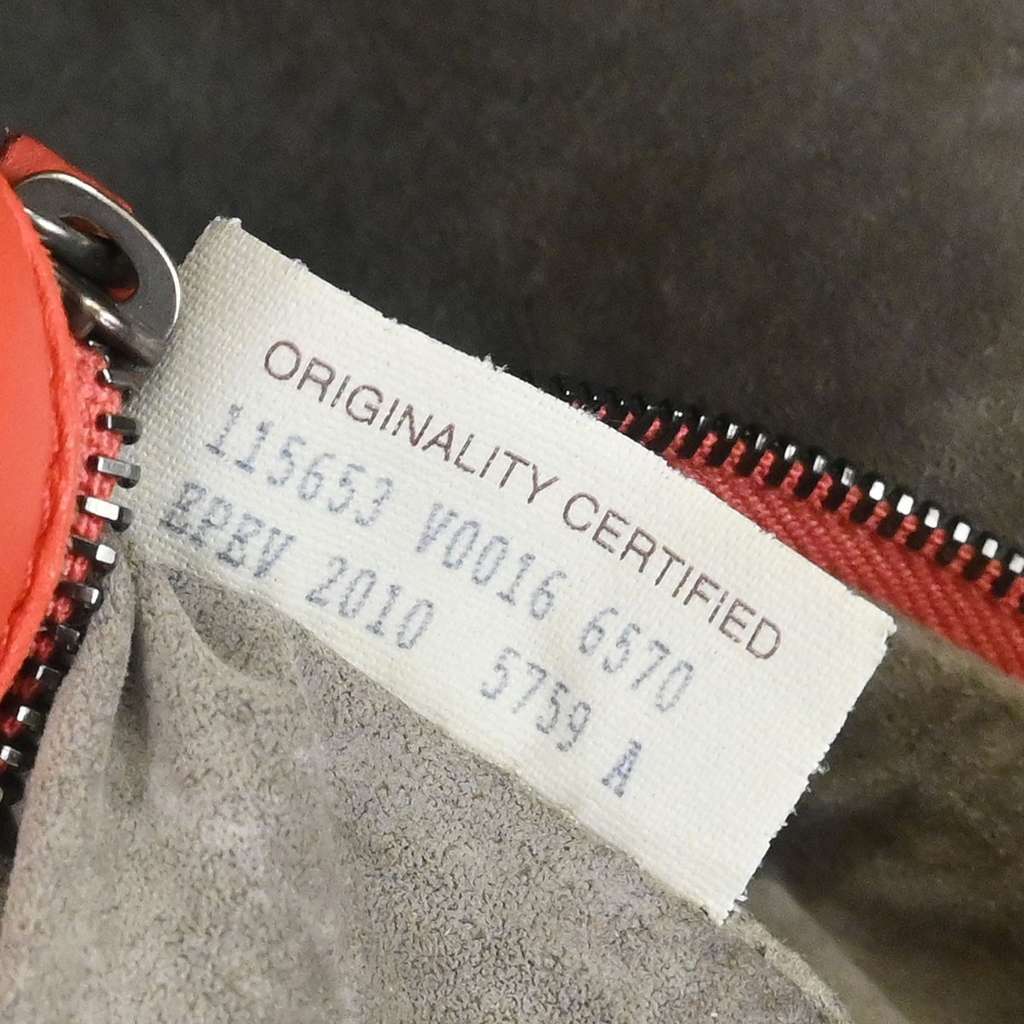 ORIGINALITY CERTIFIED
115653 V0016 6570
EPEV 2010 5759 A